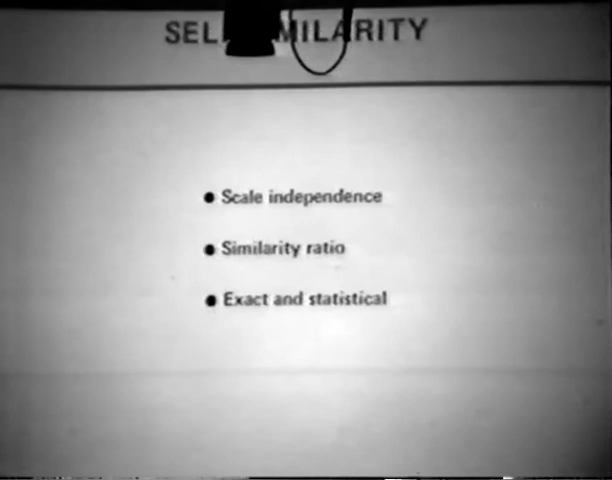 SEL MILARITY
• Scale independence
• Similarity ratio
• Exact and statistical